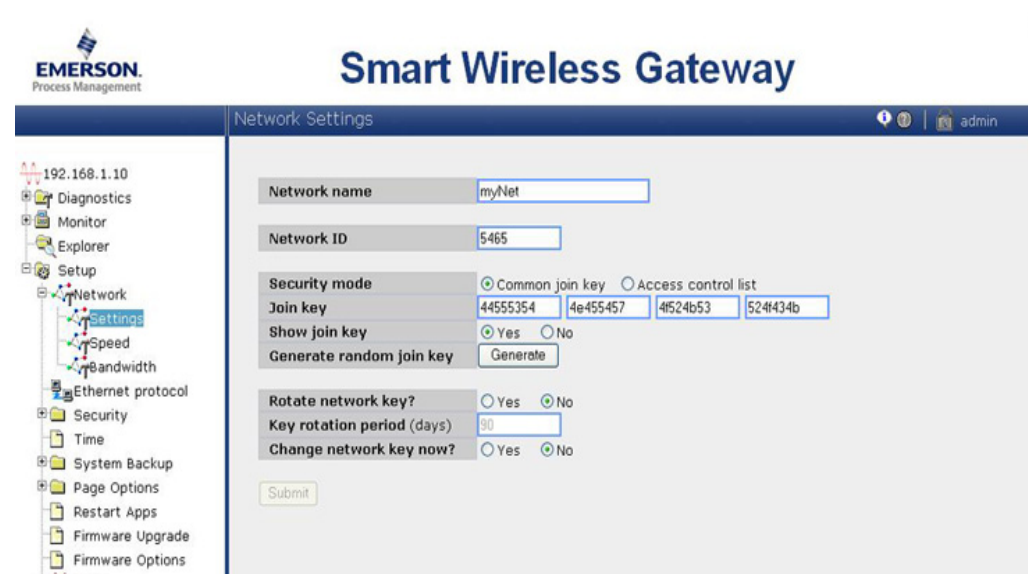 EMERSON.
Process Management
Smart Wireless Gateway
Network Settings
admin
192.168.1.10
Diagnostics
Monitor
Explorer
Setup
Network
Settings
Speed
Bandwidth
Ethernet protocol
Security
Time
System Backup
Page Options
Restart Apps
Firmware Upgrade
Firmware Options
Network name myNet
Network ID 5465
Security mode Common join key Access control list
Join key 44555354 4e455457 4f524b53 524f434b
Show join key Yes No
Generate random join key Generate
Rotate network key? Yes No
Key rotation period (days) 90
Change network key now? Yes No
Submit